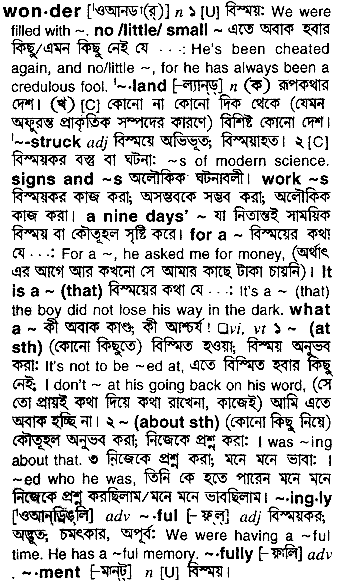 won·der ['ওআনডা(র্)] n ১ [U] বিস্ময়: We were
filled with ~. no /little/ small ~ এতে অবাক হবার
কিছু/এমন কিছু নেই যে · · ·: He's been cheated
again, and no/little ~, for he has always been a
credulous fool. '~·land [-ল্যান্‌ড্] n (ক) রূপকথার
দেশ। (খ) [C] কোনো না কোনো দিক থেকে (যেমন
অফুরন্ত প্রাকৃতিক সম্পদের কারণে) বিশিষ্ট কোনো দেশ।
'~-struck adj বিস্ময়ে অভিভূত; বিস্ময়াহত। ২ [C]
বিস্ময়কর বস্তু বা ঘটনা: ~s of modern science.
signs and ~s অলৌকিক ঘটনাবলী। work ~s
বিস্ময়কর কাজ করা; অসম্ভবকে সম্ভব করা; অলৌকিক
কাজ করা। a nine days' ~ যা নিতান্তই সাময়িক
বিস্ময় বা কৌতূহল সৃষ্টি করে। for a ~ বিস্ময়ের কথা
যে · · ·: For a ~, he asked me for money, (অর্থাৎ
এর আগে আর কখনো সে আমার কাছে টাকা চায়নি)। It
is a ~ (that) বিস্ময়ের কথা যে · · ·: It's a ~ (that)
the boy did not lose his way in the dark. what
a ~ কী অবাক কাণ্ড; কী আশ্চর্য! □vi, vt ১ ~ (at
sth) (কোনো কিছুতে) বিস্মিত হওয়া; বিস্ময় অনুভব
করা: It's not to be ~ed at, এতে বিস্মিত হবার কিছু
নেই; I don't ~ at his going back on his word, (সে
তো প্রায়ই কথা দিয়ে কথা রাখেনা, কাজেই) আমি এতে
অবাক হচ্ছি না। ২ ~ (about sth) (কোনো কিছু নিয়ে)
কৌতূহল অনুভব করা; নিজেকে প্রশ্ন করা: I was ~ing
about that. ৩ নিজেকে প্রশ্ন করা; মনে মনে ভাবা: I
~ed who he was, তিনি কে হতে পারেন মনে মনে
নিজেকে প্রশ্ন করছিলাম/মনে মনে ভাবছিলাম। ~·ing·ly
['ওআনড্রিঙলি] adv ~·ful [-ফ্‌ল্] adj বিস্ময়কর;
অদ্ভুত; চমৎকার, অপূর্ব: We were having a ~ful
time. He has a ~ful memory. ~·fully [-ফালি] adv
~·ment [-মান্‌ট্] n [U] বিস্ময়।